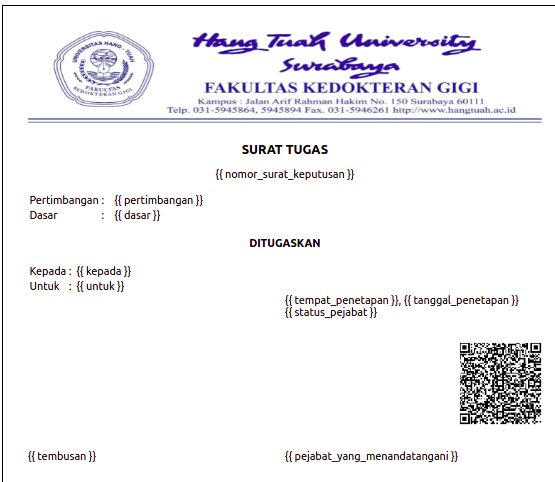 UNIVERSITAS HANG - TUAH
FAKULTAS
KEDOKTERAN GIGI
Hang Tuah University
Surabaya
FAKULTAS KEDOKTERAN GIGI
Kampus : Jalan Arif Rahman Hakim No. 150 Surabaya 60111
Telp. 031-5945864, 5945894 Fax. 031-5946261 http://www.hangtuah.ac.id
SURAT TUGAS
{{ nomor_surat_keputusan }}
Pertimbangan : {{ pertimbangan }}
Dasar : {{ dasar }}
DITUGASKAN
Kepada : {{ kepada }}
Untuk : {{ untuk }}
{{ tempat_penetapan }}, {{ tanggal_penetapan }}
{{ status_pejabat }}
{{ tembusan }} {{ pejabat_yang_menandatangani }}